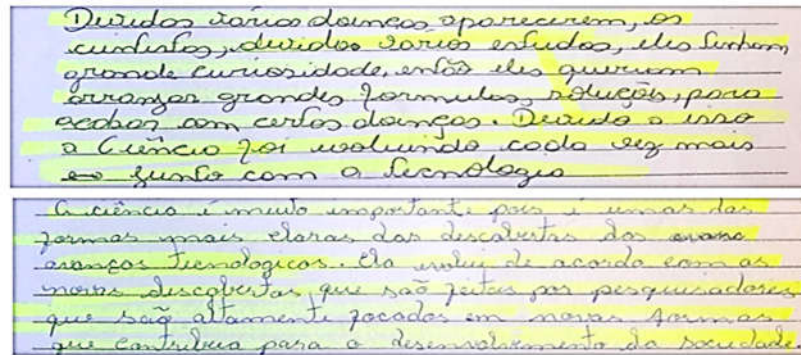 Devidos vários doenças aparecerem, os
cientistas, devidos vários estudos, eles tinham
grande curiosidade, então eles queriam
arranjar grandes formulas, soluções, para
acabar com certas doenças. Devido a isso
a Ciência foi evoluindo cada vez mais
junto com a tecnologia
A ciência é muito importante pois é umas das
formas mais claras das descobertas dos
avanços tecnologicos. Ela evolui de acordo com as
novas descobertas, que são feitas por pesquisadores
que são altamente focados em novas formas
que contribua para o desenvolvimento da sociedade.